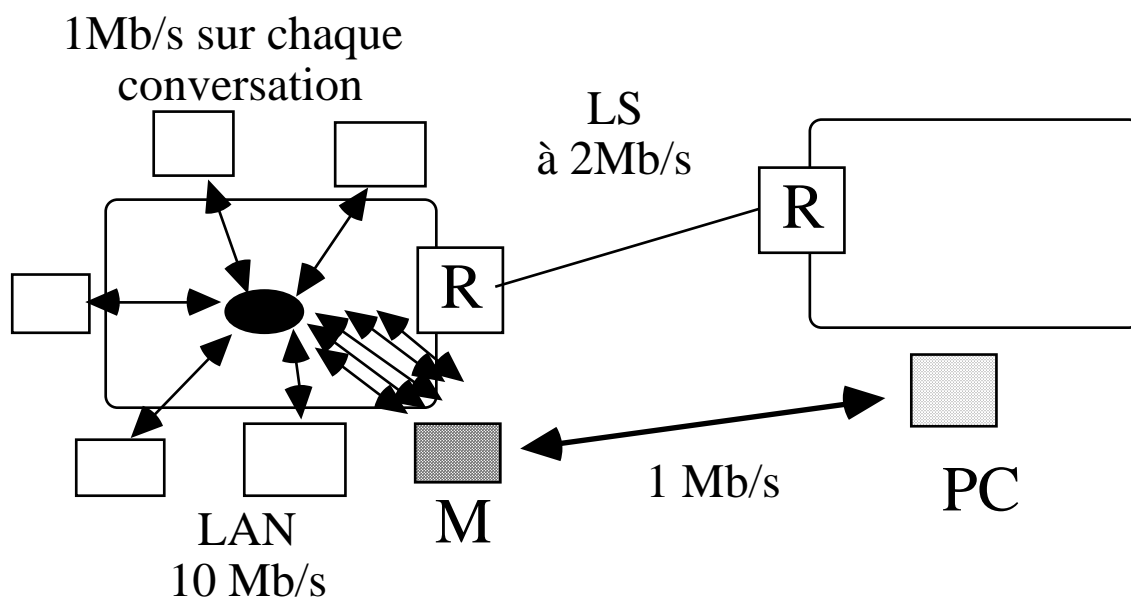 1Mb/s sur chaque
conversation
LS
à 2Mb/s
R
R
1 Mb/s
PC
M
LAN
10 Mb/s